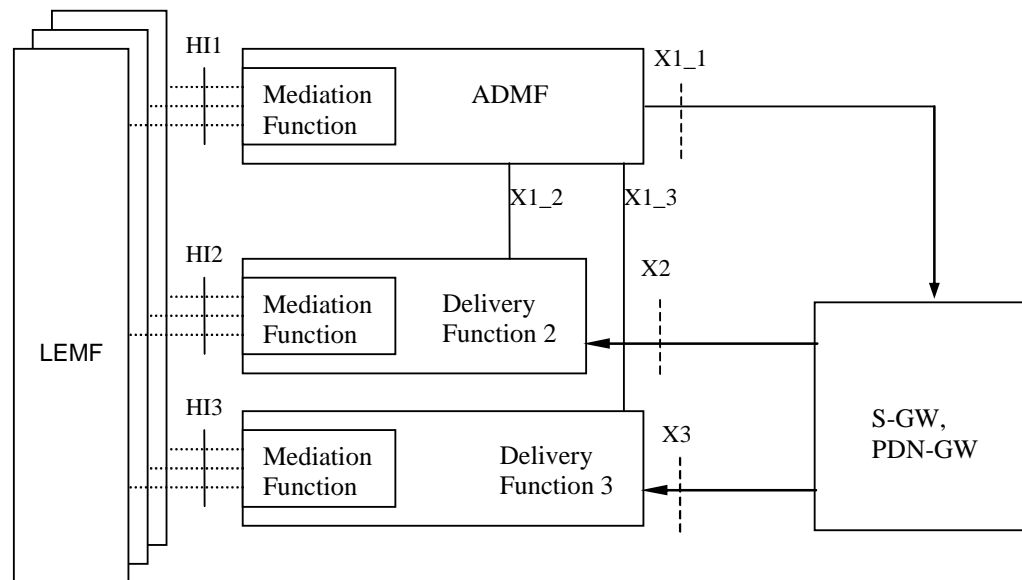 HI1
X1_1
Mediation
Function
ADMF
X1_2
X1_3
HI2
X2
Mediation
Function
Delivery
Function 2
LEMF
HI3
X3
Mediation
Function
Delivery
Function 3
S-GW,
PDN-GW